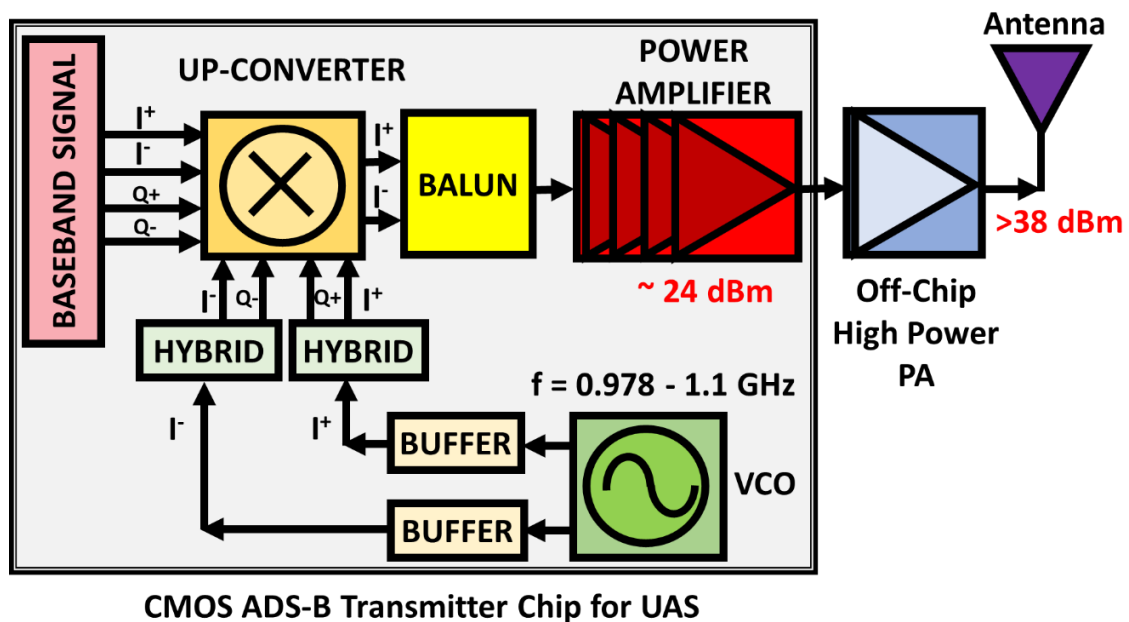 Antenna
POWER
AMPLIFIER
UP-CONVERTER
BASEBAND SIGNAL
I+
I-
Q+
Q-
I+
I-
BALUN
~ 24 dBm
>38 dBm
Off-Chip
High Power
PA
I- Q- Q+ I+
HYBRID HYBRID
f = 0.978 - 1.1 GHz
I- I+
BUFFER
VCO
BUFFER
CMOS ADS-B Transmitter Chip for UAS